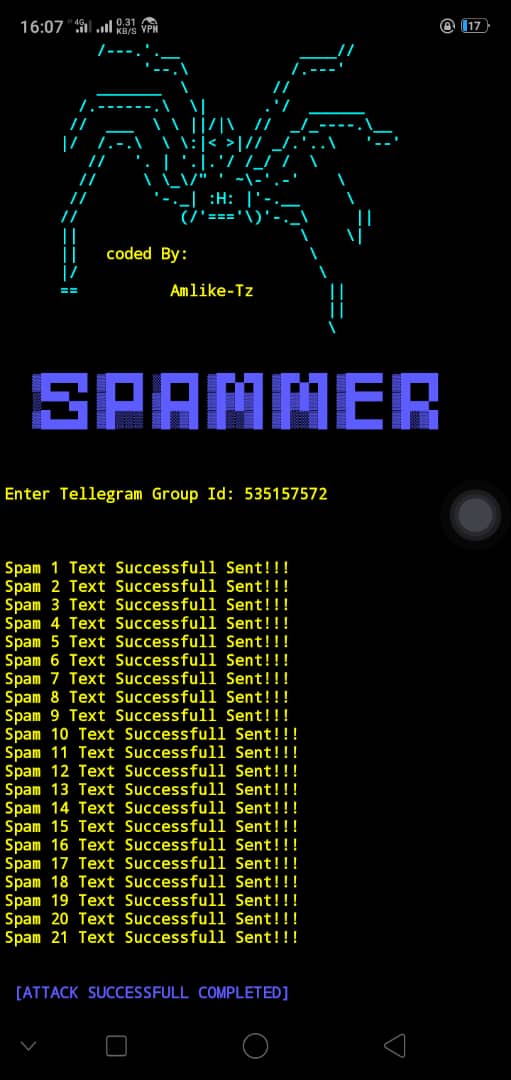 16:07 4G 0.31 KB/S VPN 17
coded By:
Amlike-Tz
SPAMMER
Enter Tellegram Group Id: 535157572
Spam 1 Text Successfull Sent!!!
Spam 2 Text Successfull Sent!!!
Spam 3 Text Successfull Sent!!!
Spam 4 Text Successfull Sent!!!
Spam 5 Text Successfull Sent!!!
Spam 6 Text Successfull Sent!!!
Spam 7 Text Successfull Sent!!!
Spam 8 Text Successfull Sent!!!
Spam 9 Text Successfull Sent!!!
Spam 10 Text Successfull Sent!!!
Spam 11 Text Successfull Sent!!!
Spam 12 Text Successfull Sent!!!
Spam 13 Text Successfull Sent!!!
Spam 14 Text Successfull Sent!!!
Spam 15 Text Successfull Sent!!!
Spam 16 Text Successfull Sent!!!
Spam 17 Text Successfull Sent!!!
Spam 18 Text Successfull Sent!!!
Spam 19 Text Successfull Sent!!!
Spam 20 Text Successfull Sent!!!
Spam 21 Text Successfull Sent!!!
[ATTACK SUCCESSFULL COMPLETED]